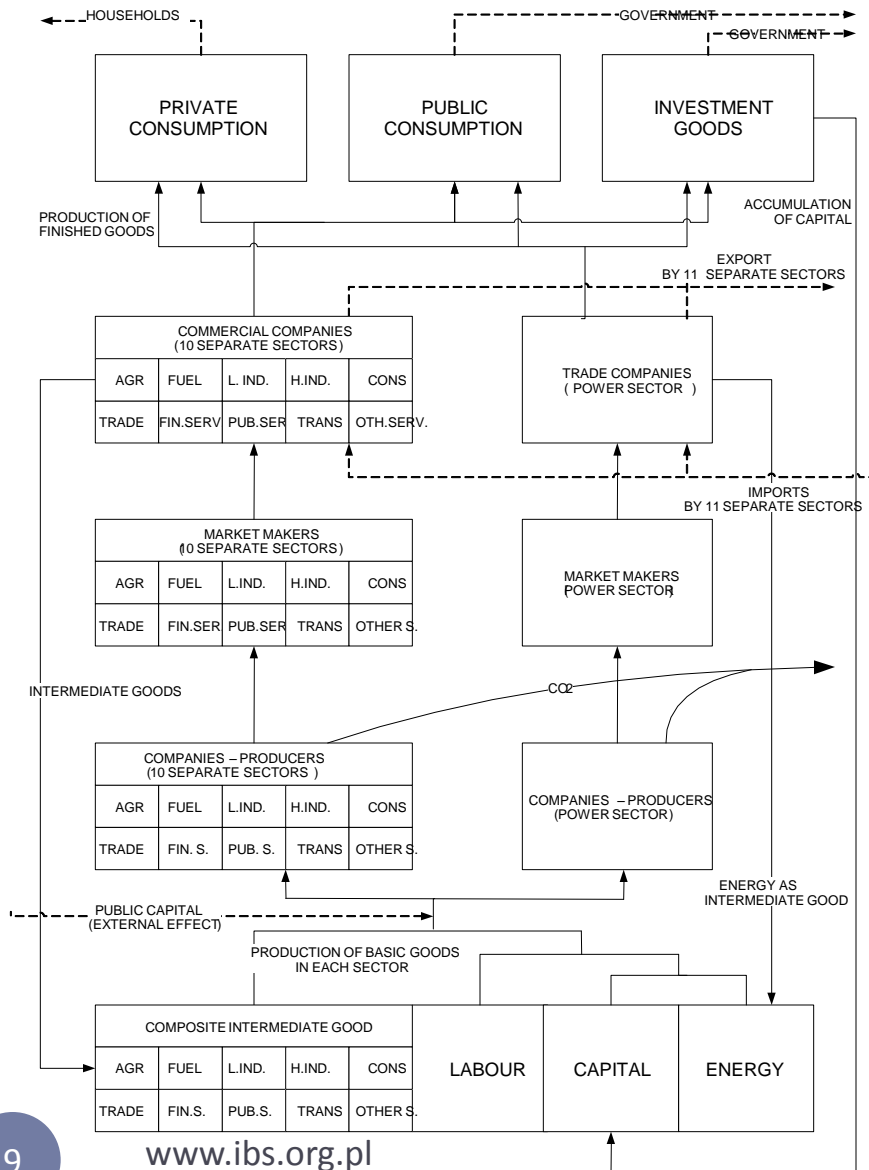 HOUSEHOLDS
GOVERNMENT
GOVERNMENT
PRIVATE
CONSUMPTION
PUBLIC
CONSUMPTION
INVESTMENT
GOODS
PRODUCTION OF
FINISHED GOODS
ACCUMULATION
OF CAPITAL
EXPORT
BY 11 SEPARATE SECTORS
COMMERCIAL COMPANIES
(10 SEPARATE SECTORS)
AGR FUEL L. IND. H.IND. CONS
TRADE FIN.SERV PUB.SER TRANS OTH.SERV.
TRADE COMPANIES
( POWER SECTOR )
IMPORTS
BY 11 SEPARATE SECTORS
MARKET MAKERS
(10 SEPARATE SECTORS)
AGR FUEL L.IND. H.IND. CONS
TRADE FIN.SER PUB.SER TRANS OTHER S.
MARKET MAKERS
(POWER SECTOR)
INTERMEDIATE GOODS
CO2
COMPANIES – PRODUCERS
(10 SEPARATE SECTORS )
AGR FUEL L.IND. H.IND. CONS
TRADE FIN. S. PUB. S. TRANS OTHER S.
COMPANIES – PRODUCERS
(POWER SECTOR)
ENERGY AS
INTERMEDIATE GOOD
PUBLIC CAPITAL
(EXTERNAL EFFECT)
PRODUCTION OF BASIC GOODS
IN EACH SECTOR
COMPOSITE INTERMEDIATE GOOD
AGR FUEL L.IND. H.IND. CONS
TRADE FIN.S. PUB.S. TRANS OTHER S.
LABOUR
CAPITAL
ENERGY
9
www.ibs.org.pl